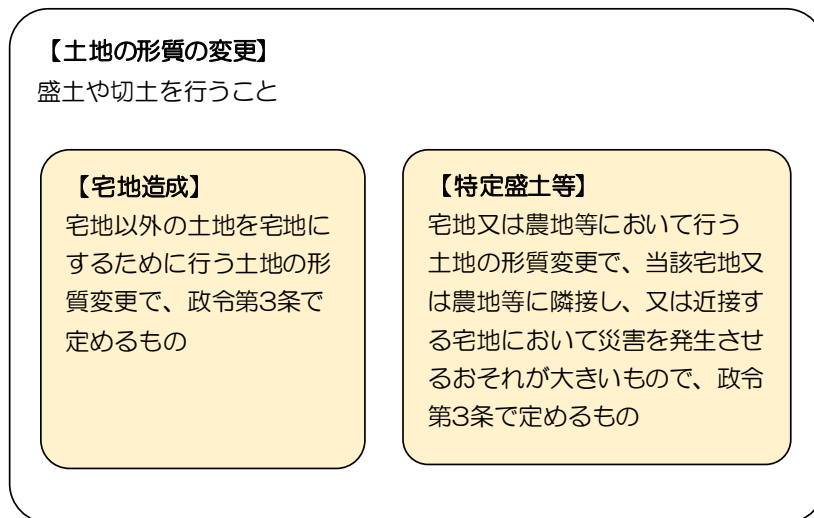 【土地の形質の変更】
盛土や切土を行うこと
【宅地造成】
宅地以外の土地を宅地に
するために行う土地の形
質変更で、政令第3条で
定めるもの
【特定盛土等】
宅地又は農地等において行う
土地の形質変更で、当該宅地又
は農地等に隣接し、又は近接す
る宅地において災害を発生させ
るおそれが大きいもので、政令
第3条で定めるもの